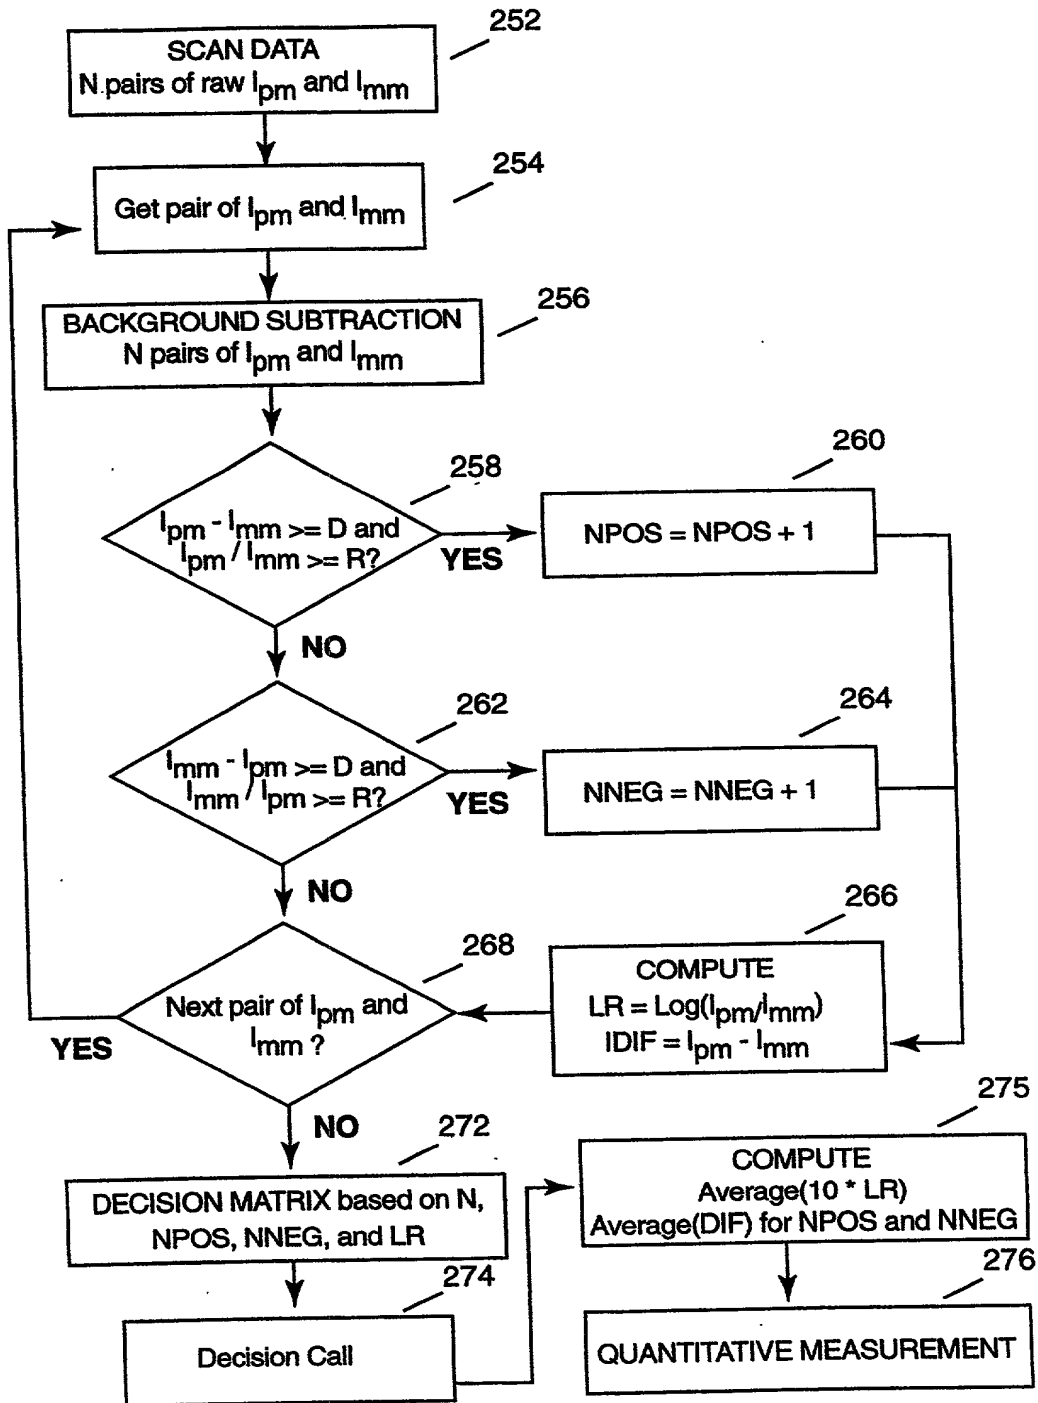 252
SCAN DATA
N pairs of raw Ipm and Imm
254
Get pair of Ipm and Imm
256
BACKGROUND SUBTRACTION
N pairs of Ipm and Imm
258
Ipm - Imm >= D and
Ipm / Imm >= R?
YES
NO
260
NPOS = NPOS + 1
262
Imm - Ipm >= D and
Imm / Ipm >= R?
YES
NO
264
NNEG = NNEG + 1
266
COMPUTE
LR = Log(Ipm/Imm)
IDIF = Ipm - Imm
268
Next pair of Ipm and
Imm ?
YES
NO
272
DECISION MATRIX based on N,
NPOS, NNEG, and LR
274
Decision Call
275
COMPUTE
Average(10 * LR)
Average(DIF) for NPOS and NNEG
276
QUANTITATIVE MEASUREMENT